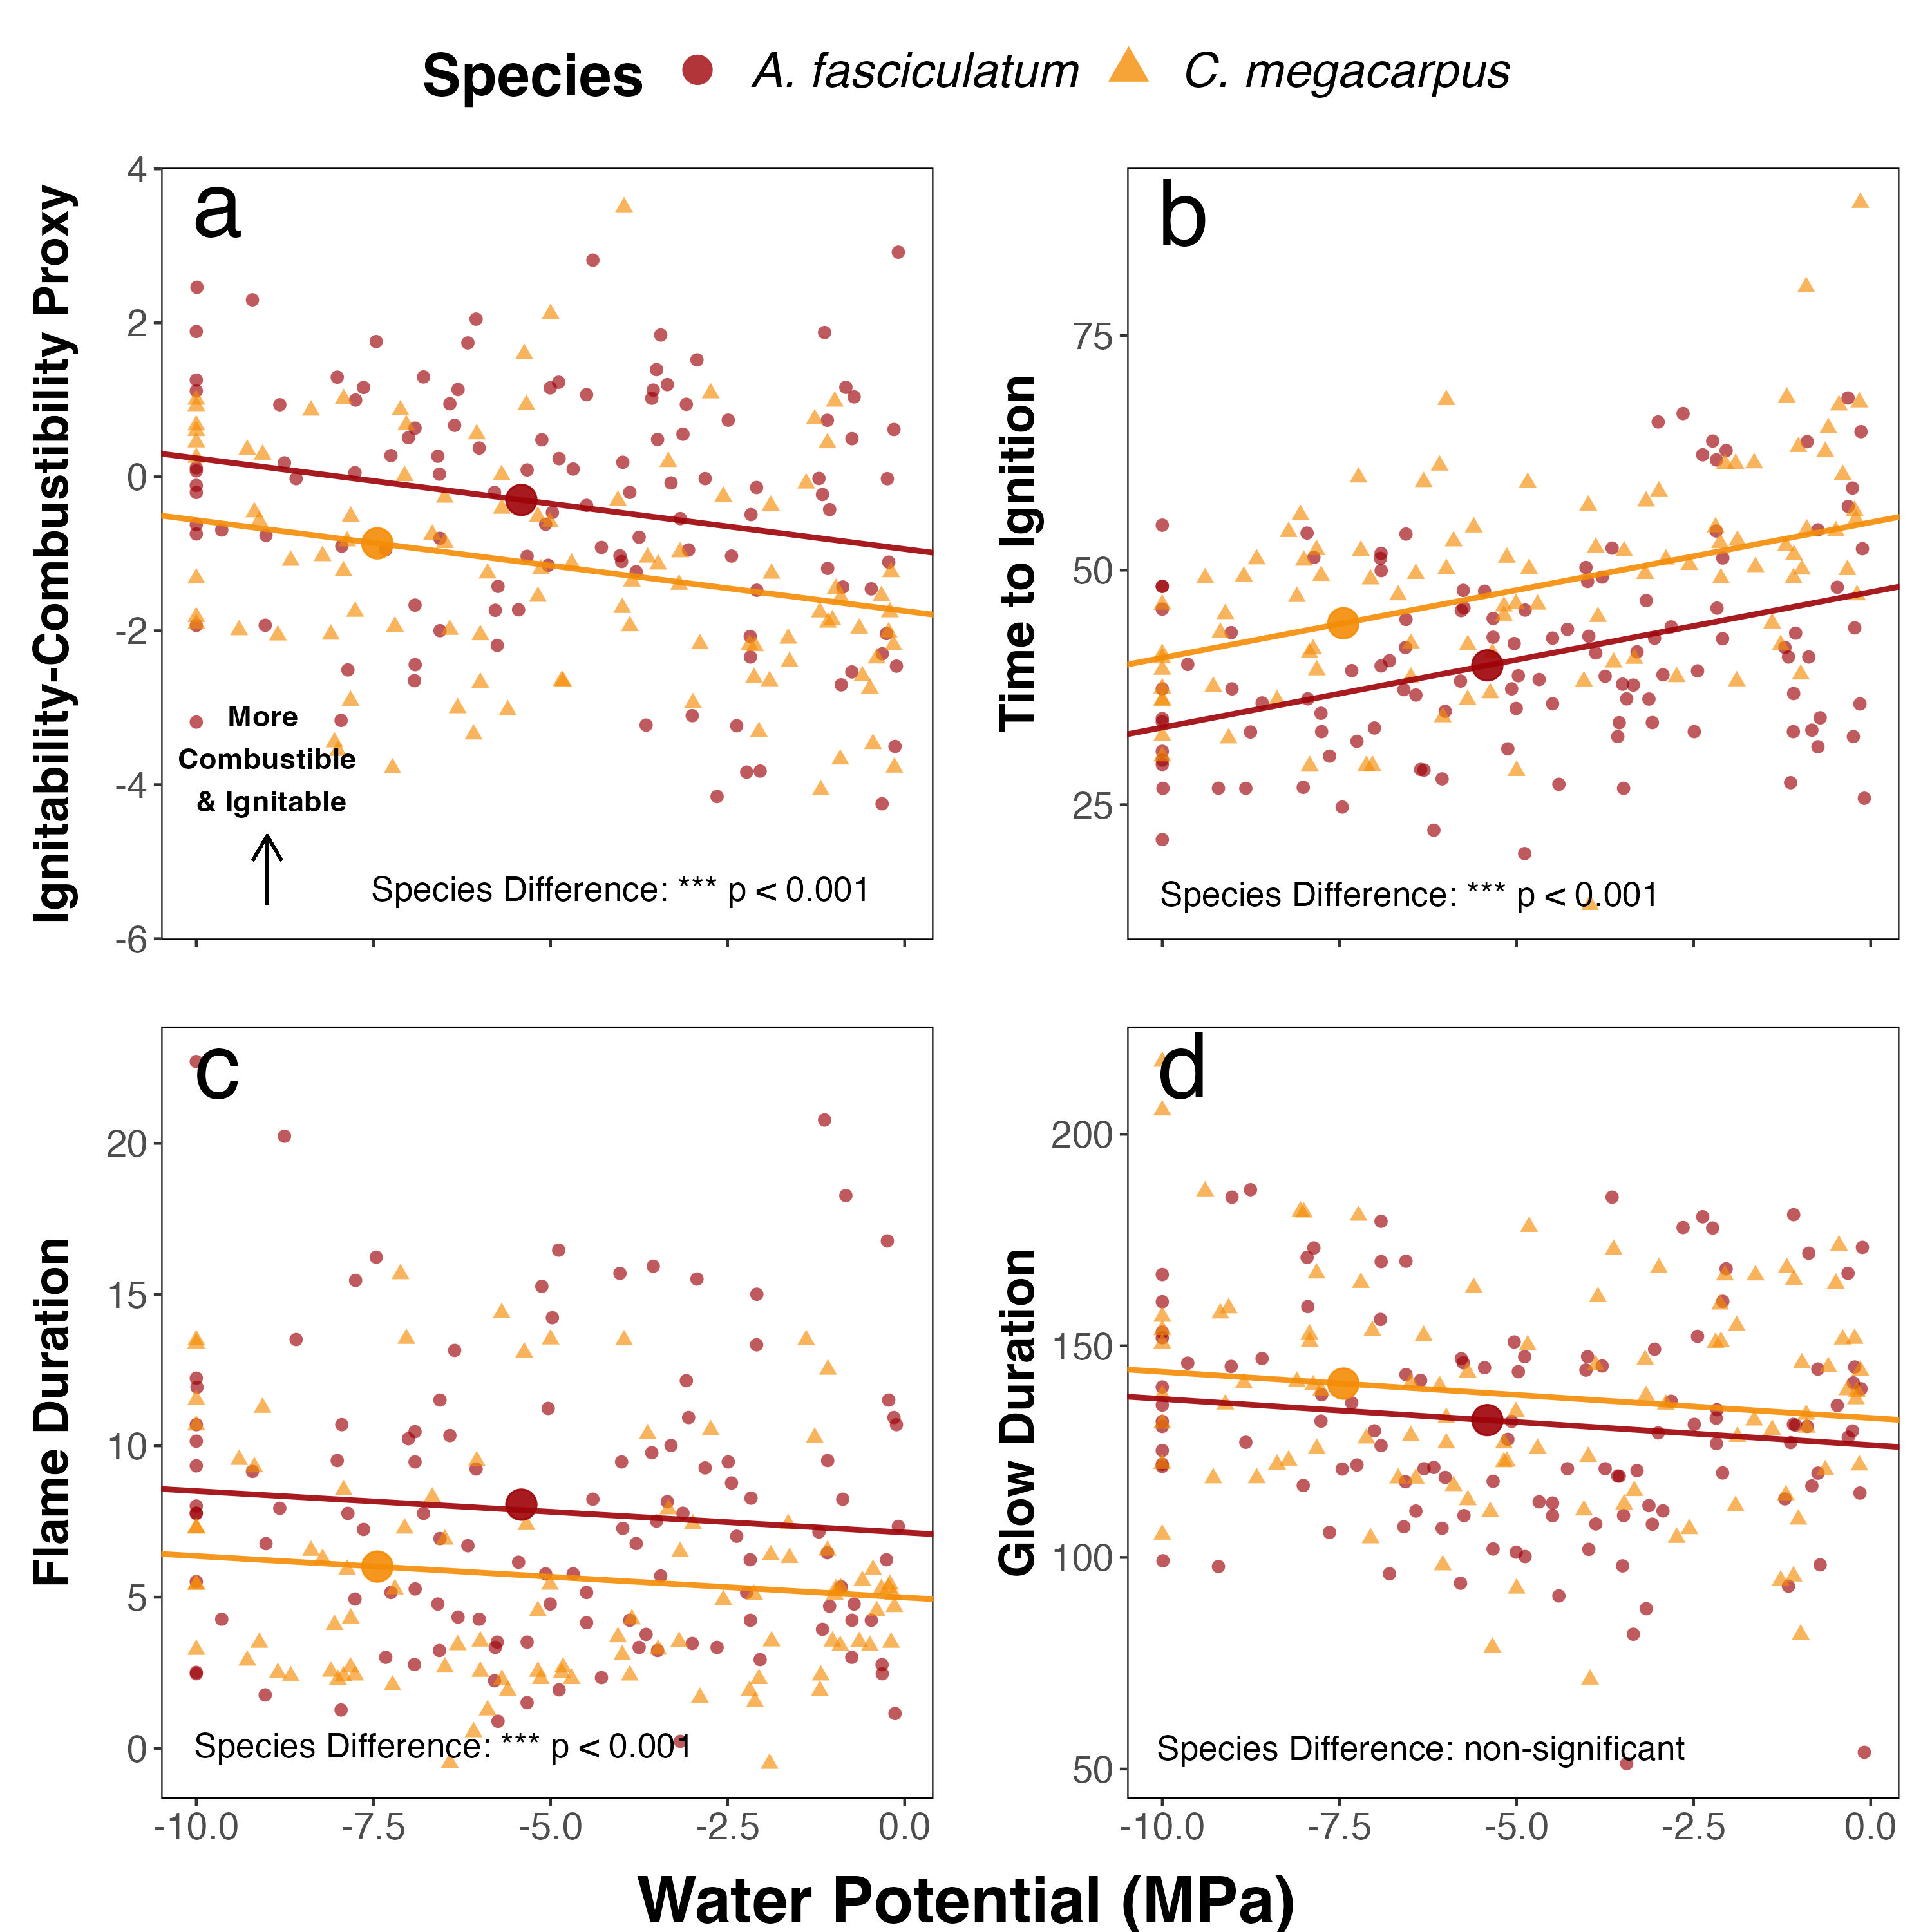 Species A. fasciculatum C. megacarpus
a
Ignitability-Combustibility Proxy
4
2
0
-2
-4
-6
More
Combustible
& Ignitable
Species Difference: *** p < 0.001
b
Time to Ignition
75
50
25
Species Difference: *** p < 0.001
c
Flame Duration
20
15
10
5
0
Species Difference: *** p < 0.001
-10.0 -7.5 -5.0 -2.5 0.0
d
Glow Duration
200
150
100
50
Species Difference: non-significant
-10.0 -7.5 -5.0 -2.5 0.0
Water Potential (MPa)